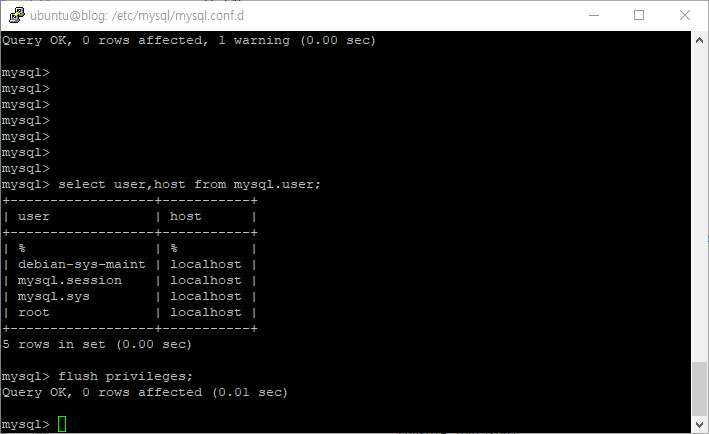 ubuntu@blog: /etc/mysql/mysql.conf.d
Query OK, 0 rows affected, 1 warning (0.00 sec)
mysql>
mysql>
mysql>
mysql>
mysql>
mysql>
mysql>
mysql> select user,host from mysql.user;
+------------------+-----------+
| user             | host      |
+------------------+-----------+
| %                | %         |
| debian-sys-maint | localhost |
| mysql.session    | localhost |
| mysql.sys        | localhost |
| root             | localhost |
+------------------+-----------+
5 rows in set (0.00 sec)
mysql> flush privileges;
Query OK, 0 rows affected (0.01 sec)
mysql>